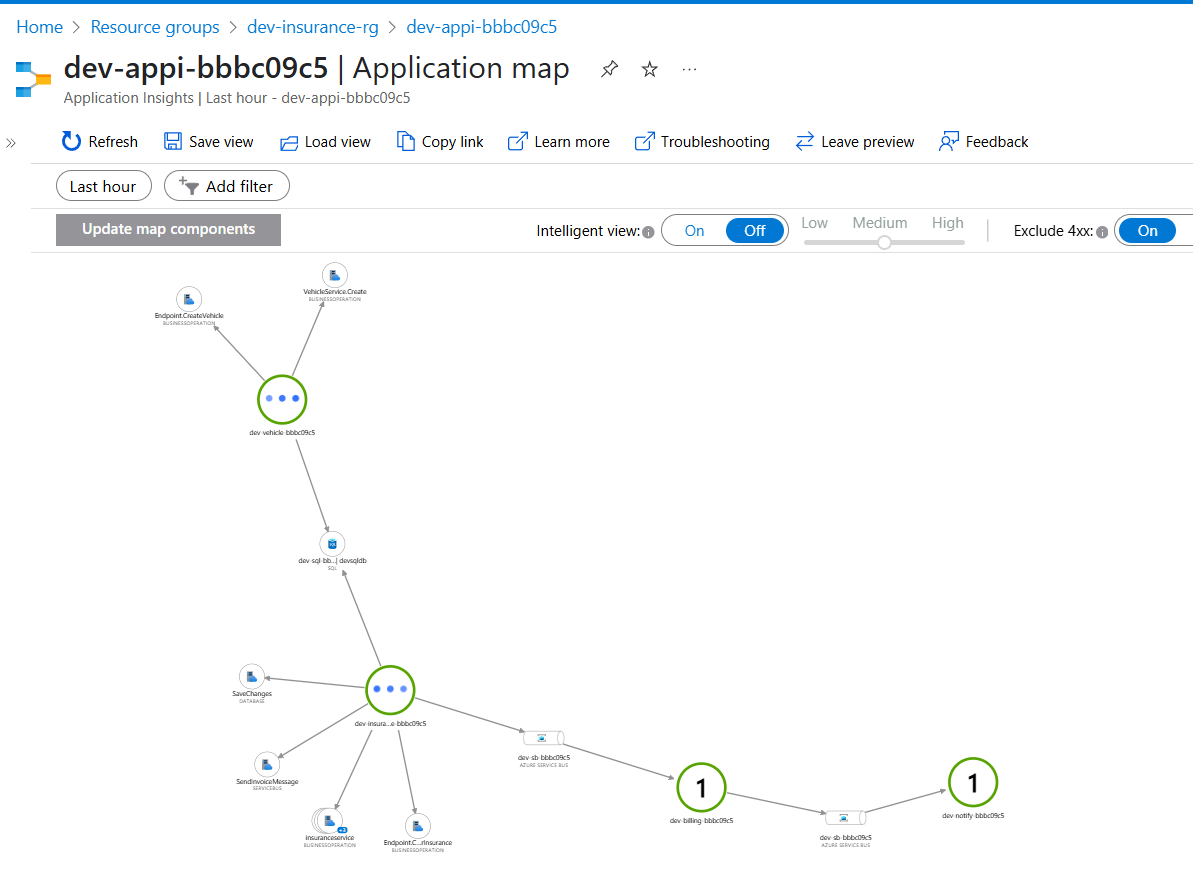 Home > Resource groups > dev-insurance-rg > dev-appi-bbbc09c5
dev-appi-bbbc09c5 | Application map
Application Insights | Last hour - dev-appi-bbbc09c5
Refresh Save view Load view Copy link Learn more Troubleshooting Leave preview Feedback
Last hour Add filter
Update map components
Intelligent view: On Off Low Medium High Exclude 4xx: On
VehicleService.Create
BUSINESSOPERATION
Endpoint.CreateVehicle
BUSINESSOPERATION
dev-vehicle-bbbc09c5
dev-sql-bb...| devsqldb
SQL
SaveChanges
DATABASE
dev-insura...e-bbbc09c5
dev-sb-bbbc09c5
AZURE SERVICE BUS
SendInvoiceMessage
SERVICEBUS
1
dev-billing-bbbc09c5
1
dev-notify-bbbc09c5
+3
insuranceservice
BUSINESSOPERATION
Endpoint.C...rInsurance
BUSINESSOPERATION
dev-sb-bbbc09c5
AZURE SERVICE BUS